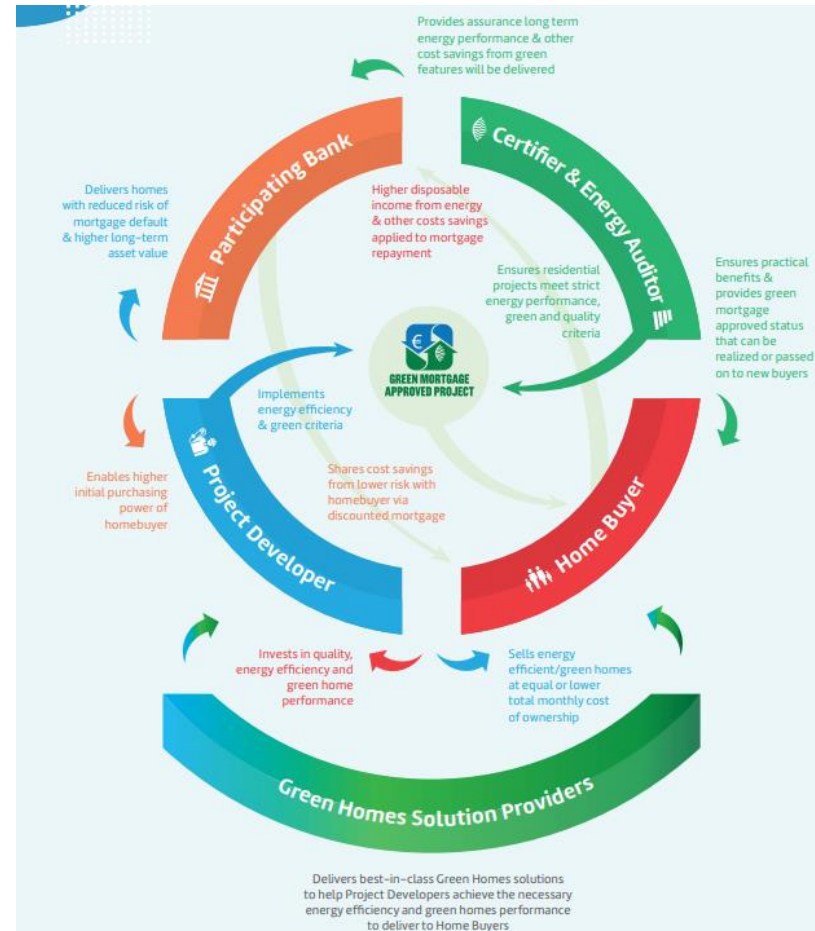 Provides assurance long term
energy performance & other
cost savings from green
features will be delivered
Participating Bank
Certifier & Energy Auditor
Delivers homes
with reduced risk of
mortgage default
& higher long-term
asset value
Higher disposable
income from energy
& other costs savings
applied to mortgage
repayment
Ensures residential
projects meet strict
energy performance,
green and quality
criteria
Ensures practical
benefits &
provides green
mortgage
approved status
that can be
realized or passed
on to new buyers
€
GREEN MORTGAGE
APPROVED PROJECT
Implements
energy efficiency
& green criteria
Enables higher
initial purchasing
power of
homebuyer
Project Developer
Shares cost savings
from lower risk with
homebuyer via
discounted mortgage
Home Buyer
Invests in quality,
energy efficiency and
green home
performance
Sells energy
efficient/green homes
at equal or lower
total monthly cost
of ownership
Green Homes Solution Providers
Delivers best-in-class Green Homes solutions
to help Project Developers achieve the necessary
energy efficiency and green homes performance
to deliver to Home Buyers